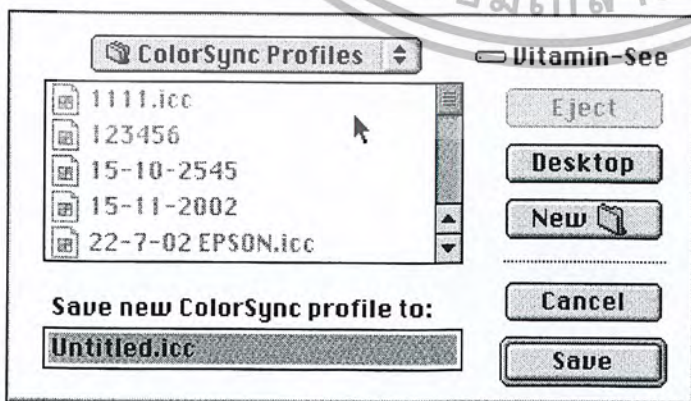 ColorSync Profiles
Vitamin-See
1111.icc
123456
15-10-2545
15-11-2002
22-7-02 EPSON.icc
Eject
Desktop
New
Save new ColorSync profile to:
Untitled.icc
Cancel
Save